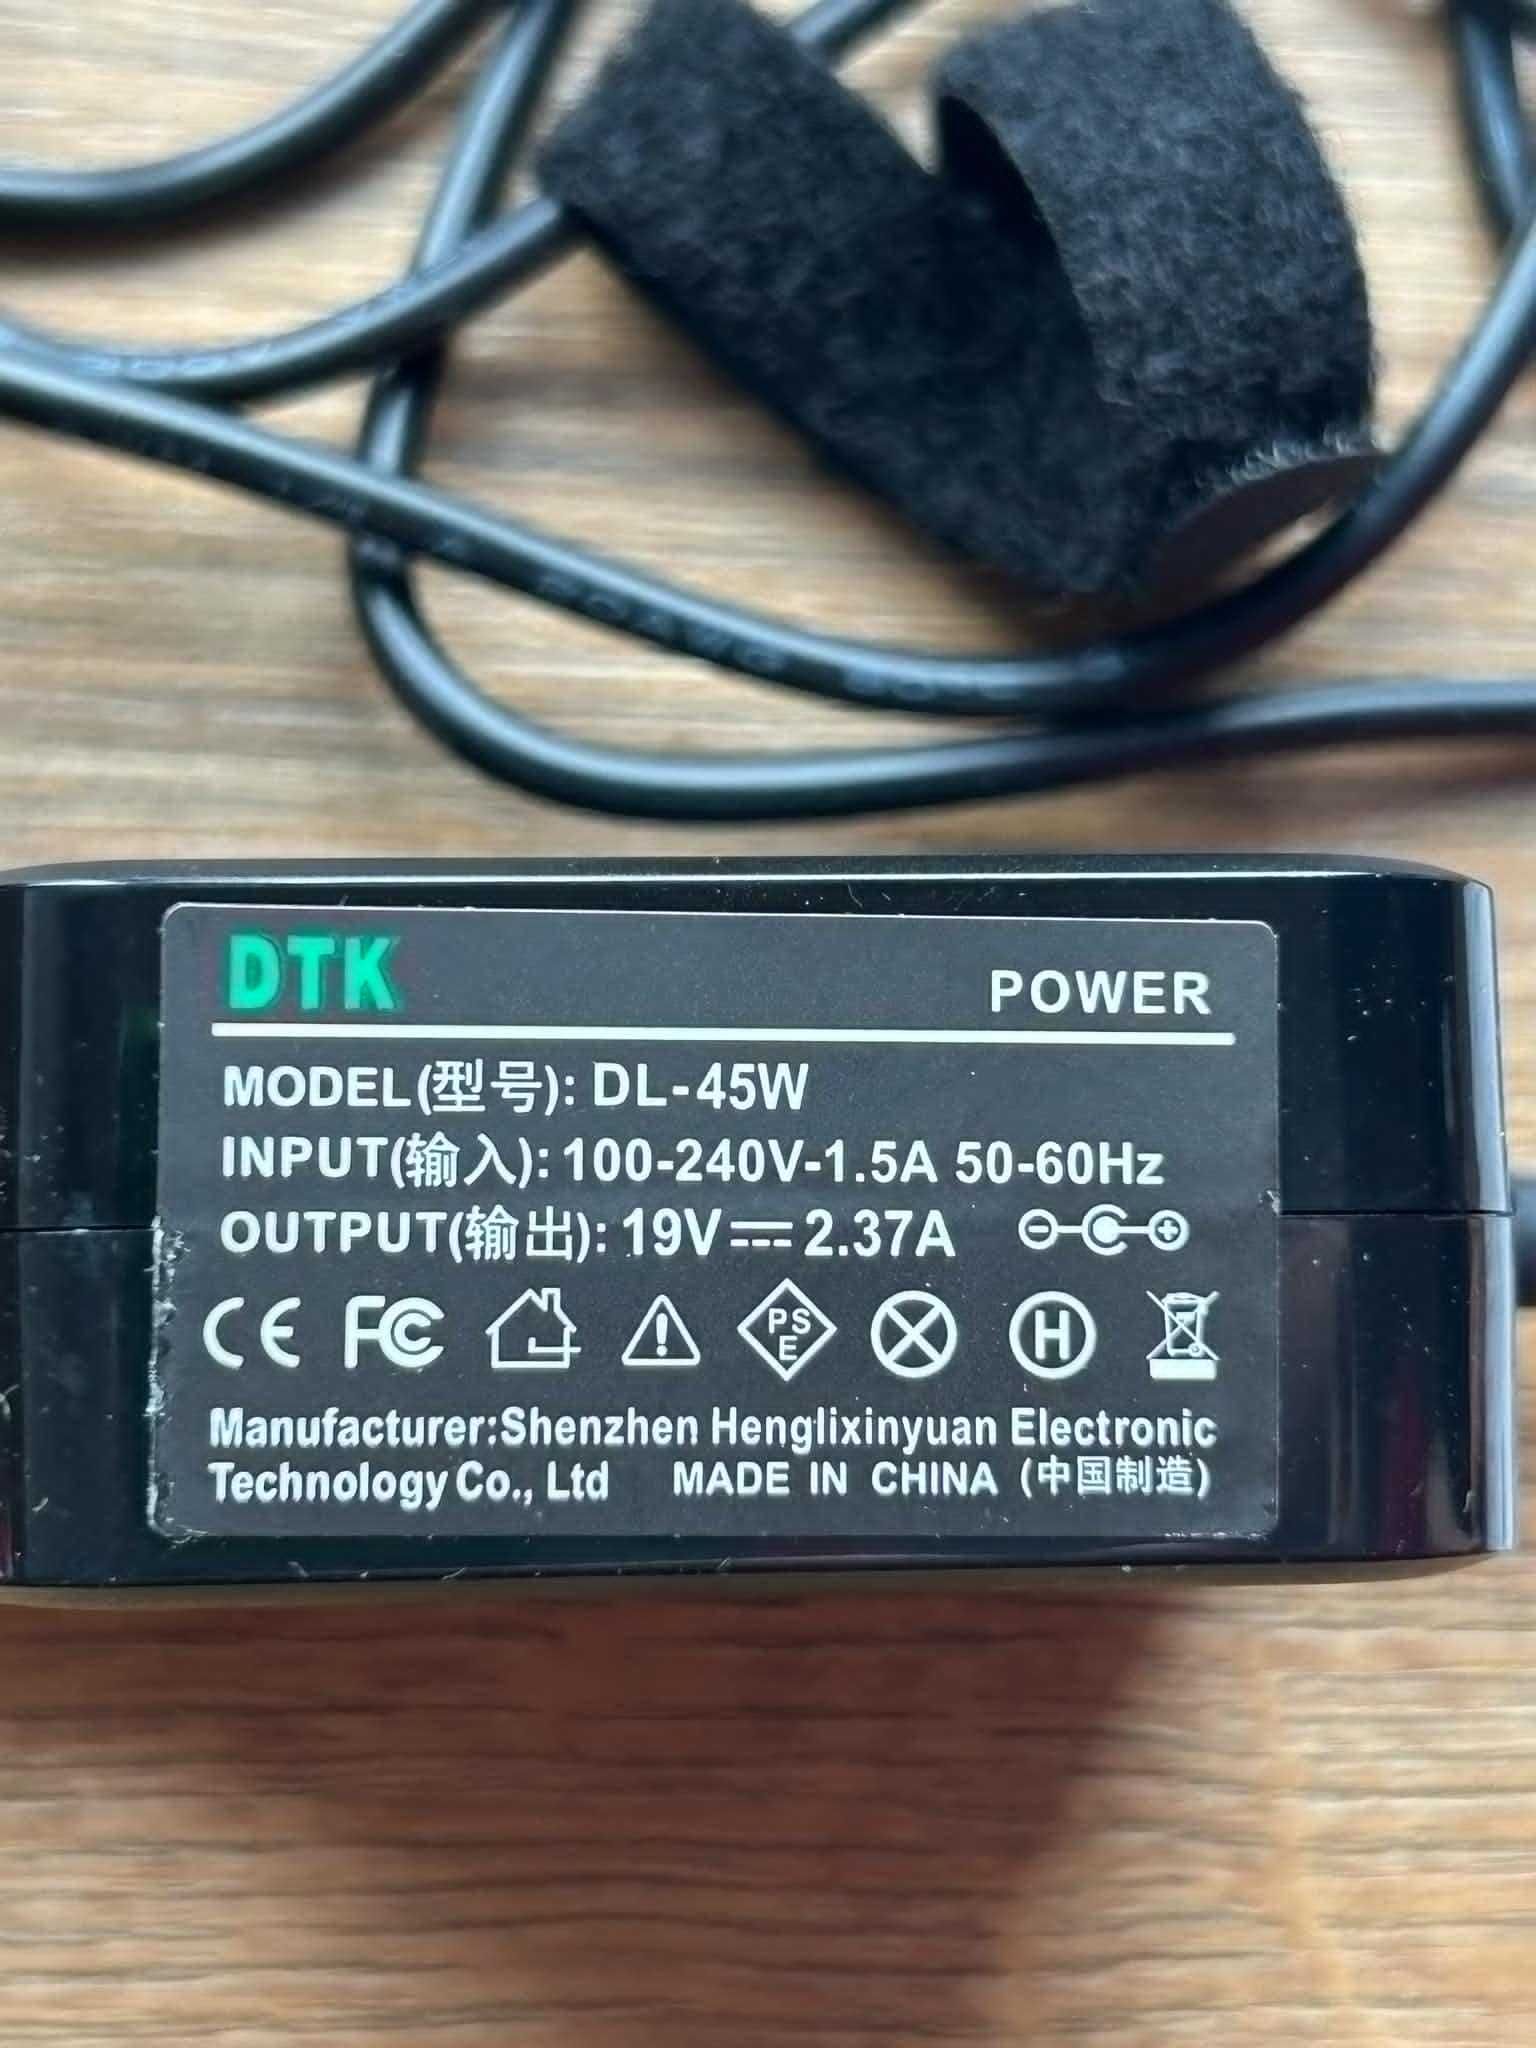 DTK
POWER
MODEL(型号): DL-45W
INPUT(输入): 100-240V-1.5A 50-60Hz
OUTPUT(输出): 19V⎓2.37A
CE FC PSE H
Manufacturer:Shenzhen Henglixinyuan Electronic
Technology Co., Ltd MADE IN CHINA (中国制造)